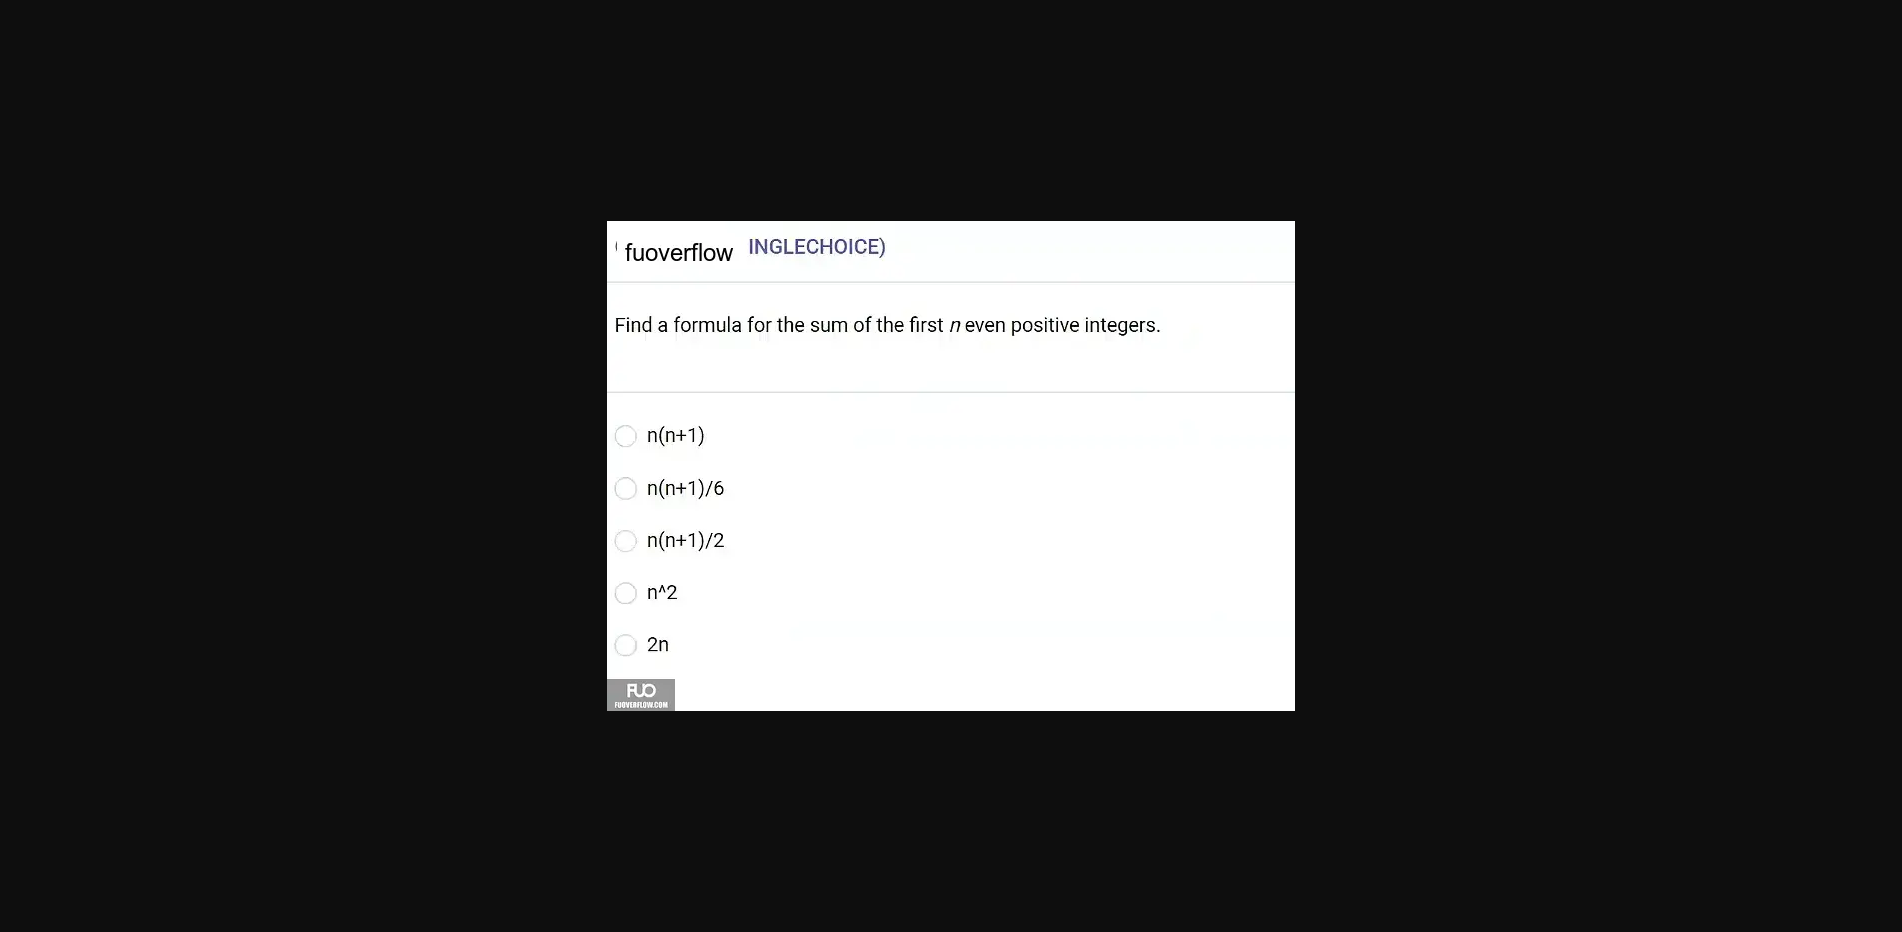 fuoverflow INGLECHOICE)
Find a formula for the sum of the first n even positive integers.
n(n+1)
n(n+1)/6
n(n+1)/2
n^2
2n
FUO
FUOVERFLOW.COM